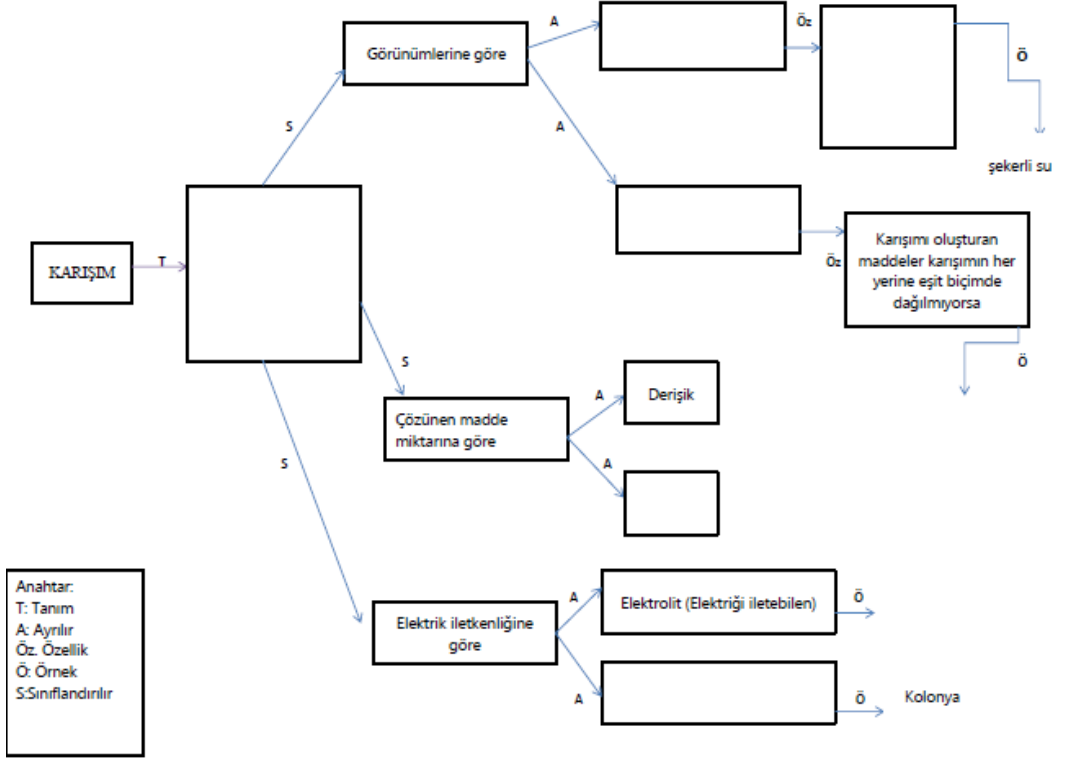 A
Öz
Görünümlerine göre
Ö
A
S
şekerli su
KARIŞIM
T
Öz
Karışımı oluşturan
maddeler karışımın her
yerine eşit biçimde
dağılmıyorsa
Ö
S
A
Derişik
Çözünen madde
miktarına göre
A
S
Anahtar:
T: Tanım
A: Ayrılır
Öz. Özellik
Ö: Örnek
S:Sınıflandırılır
A
Elektrolit (Elektriği iletebilen)
Ö
Elektrik iletkenliğine
göre
A
Ö
Kolonya